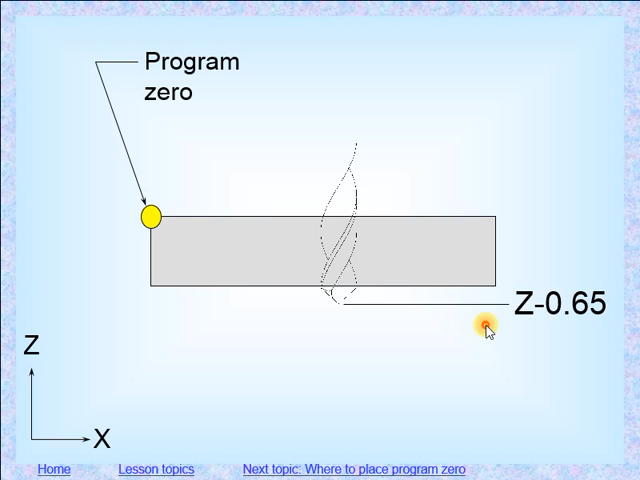 Program
zero
Z-0.65
Z
X
Home
Lesson topics
Next topic: Where to place program zero